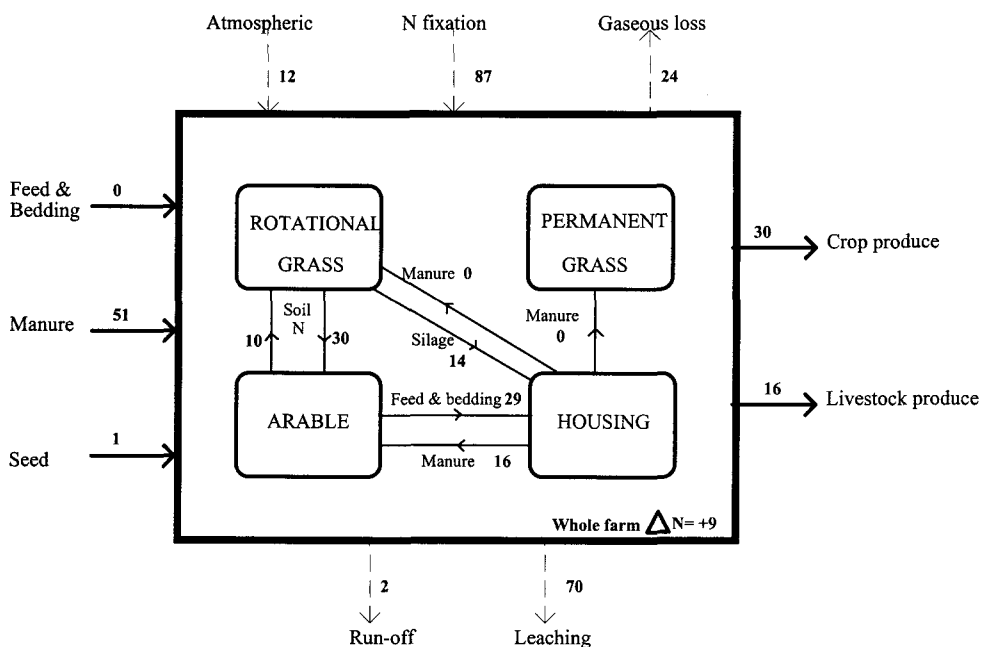 Atmospheric
N fixation
Gaseous loss
12
87
24
Feed &
Bedding
0
ROTATIONAL
GRASS
PERMANENT
GRASS
30
Crop produce
Manure 0
Manure
51
Soil
N
Manure
0
10
30
Silage
14
ARABLE
Feed & bedding 29
HOUSING
16
Livestock produce
Seed
1
Manure 16
Whole farm △ N= +9
2
70
Run-off
Leaching